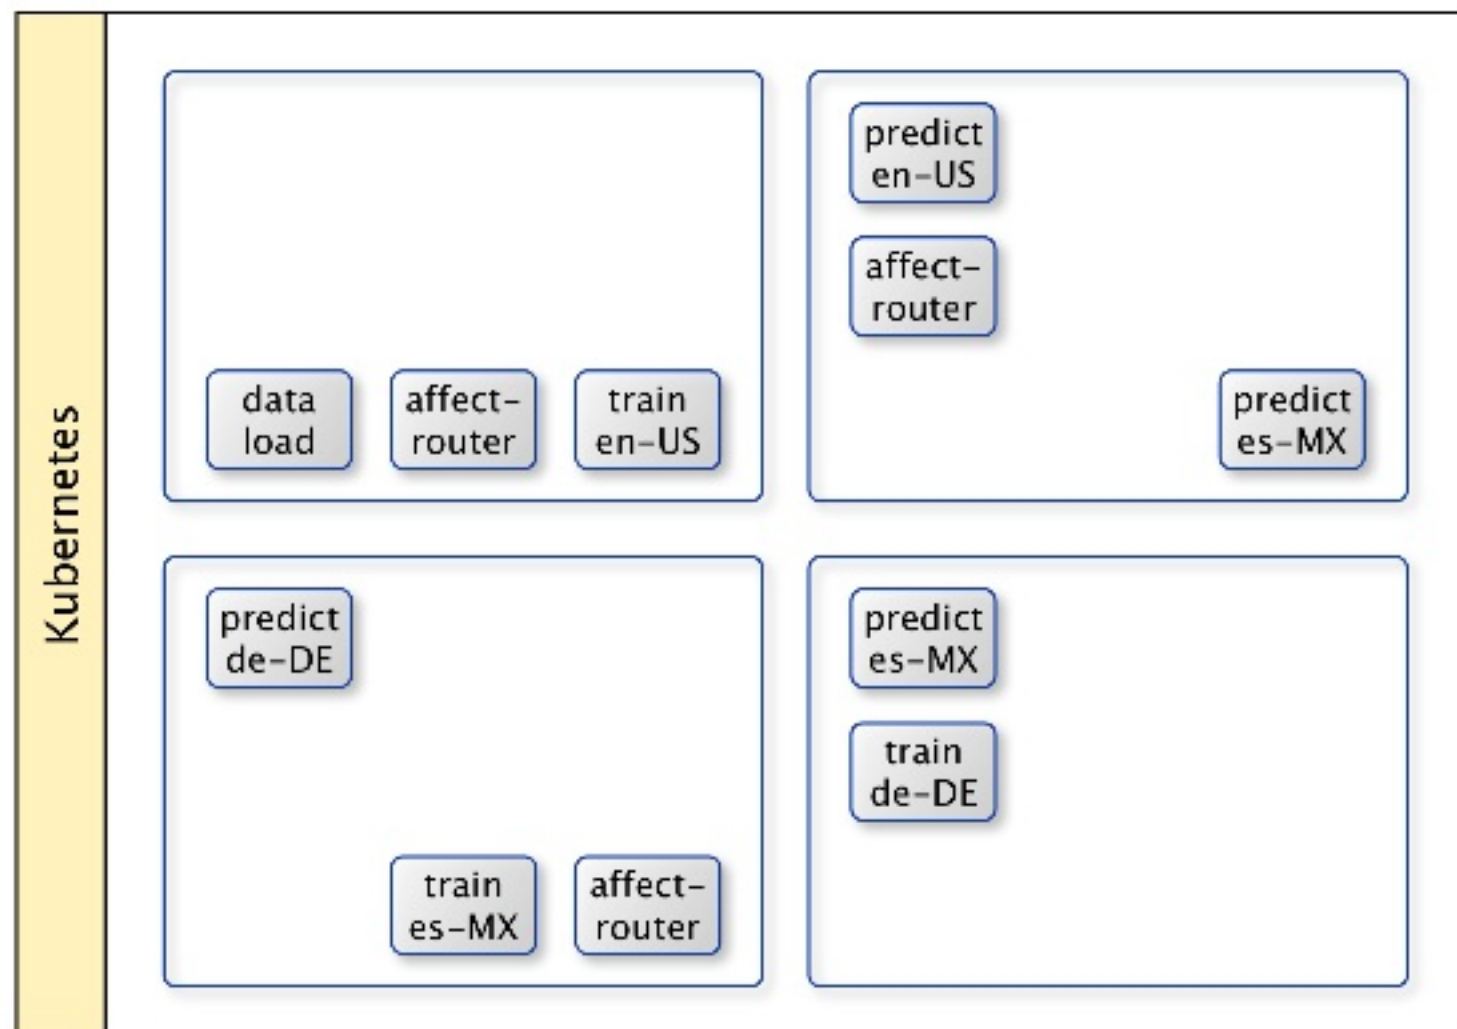 Kubernetes
data
load
affect-
router
train
en-US
predict
en-US
affect-
router
predict
es-MX
predict
de-DE
train
es-MX
affect-
router
predict
es-MX
train
de-DE